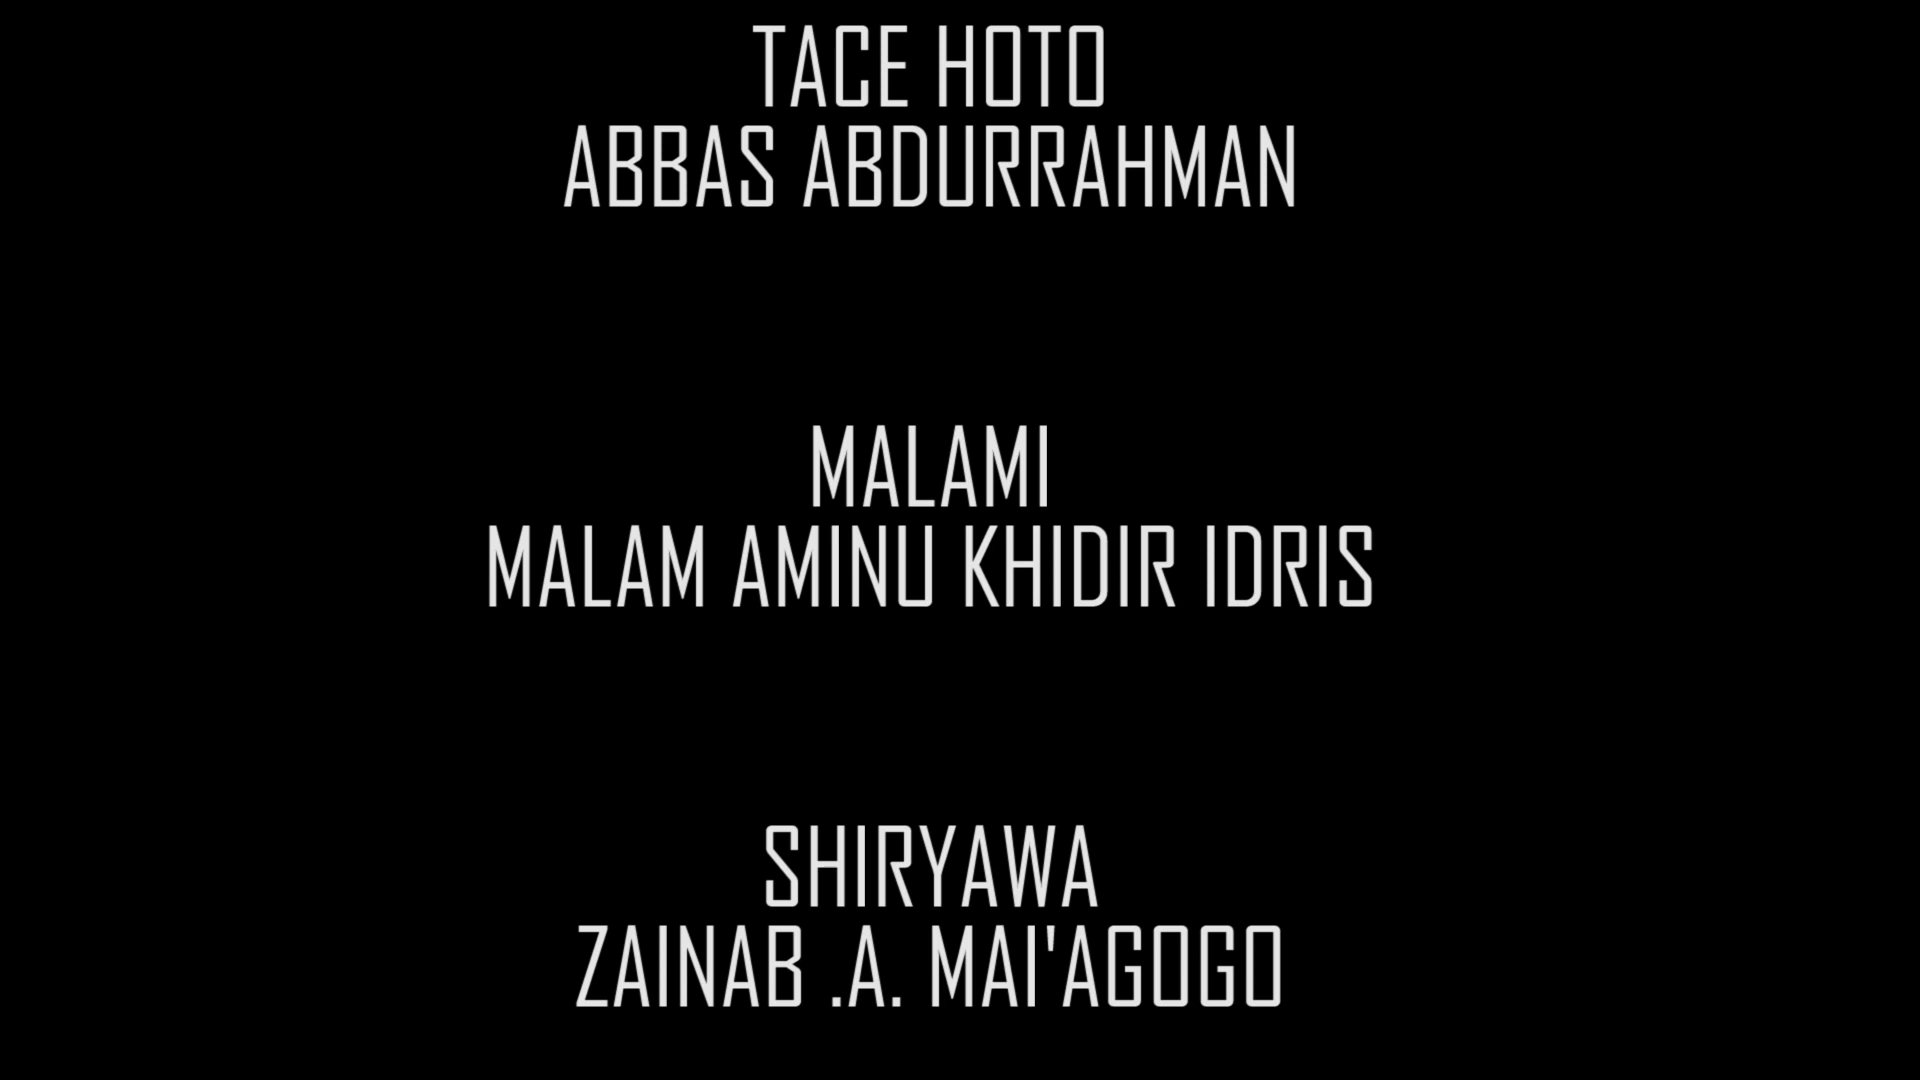 TACE HOTO
ABBAS ABDURRAHMAN
MALAMI
MALAM AMINU KHIDIR IDRIS
SHIRYAWA
ZAINAB .A. MAI'AGOGO